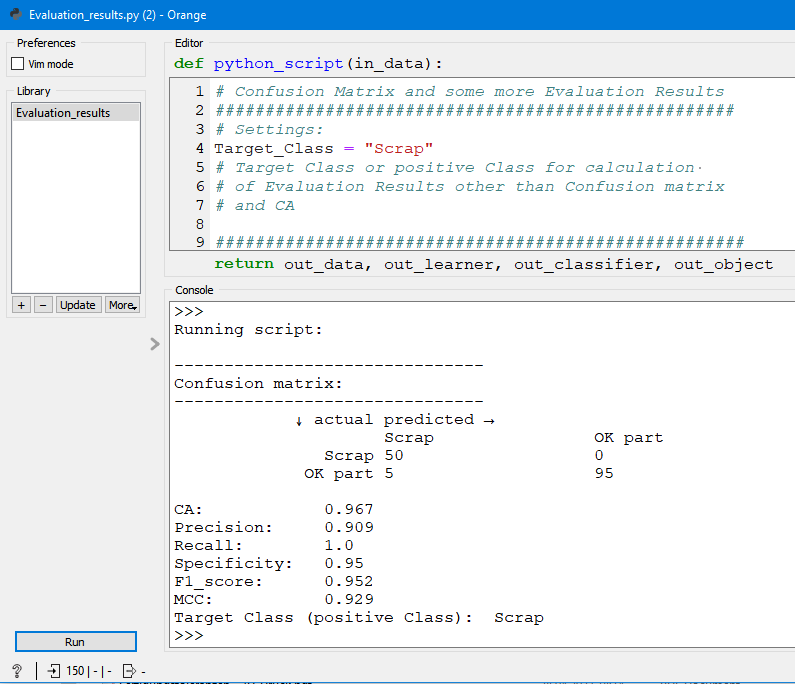 Evaluation_results.py (2) - Orange
Preferences
Vim mode
Library
Evaluation_results
+ − Update More
Run
? 150 | - | - -
Editor
def python_script(in_data):
1 # Confusion Matrix and some more Evaluation Results
2 ####################################################
3 # Settings:
4 Target_Class = "Scrap"
5 # Target Class or positive Class for calculation·
6 # of Evaluation Results other than Confusion matrix
7 # and CA
8
9 #####################################################
return out_data, out_learner, out_classifier, out_object
Console
>>>
Running script:
-------------------------------
Confusion matrix:
-------------------------------
↓ actual predicted →
Scrap OK part
Scrap 50 0
OK part 5 95
CA: 0.967
Precision: 0.909
Recall: 1.0
Specificity: 0.95
F1_score: 0.952
MCC: 0.929
Target Class (positive Class): Scrap
>>>